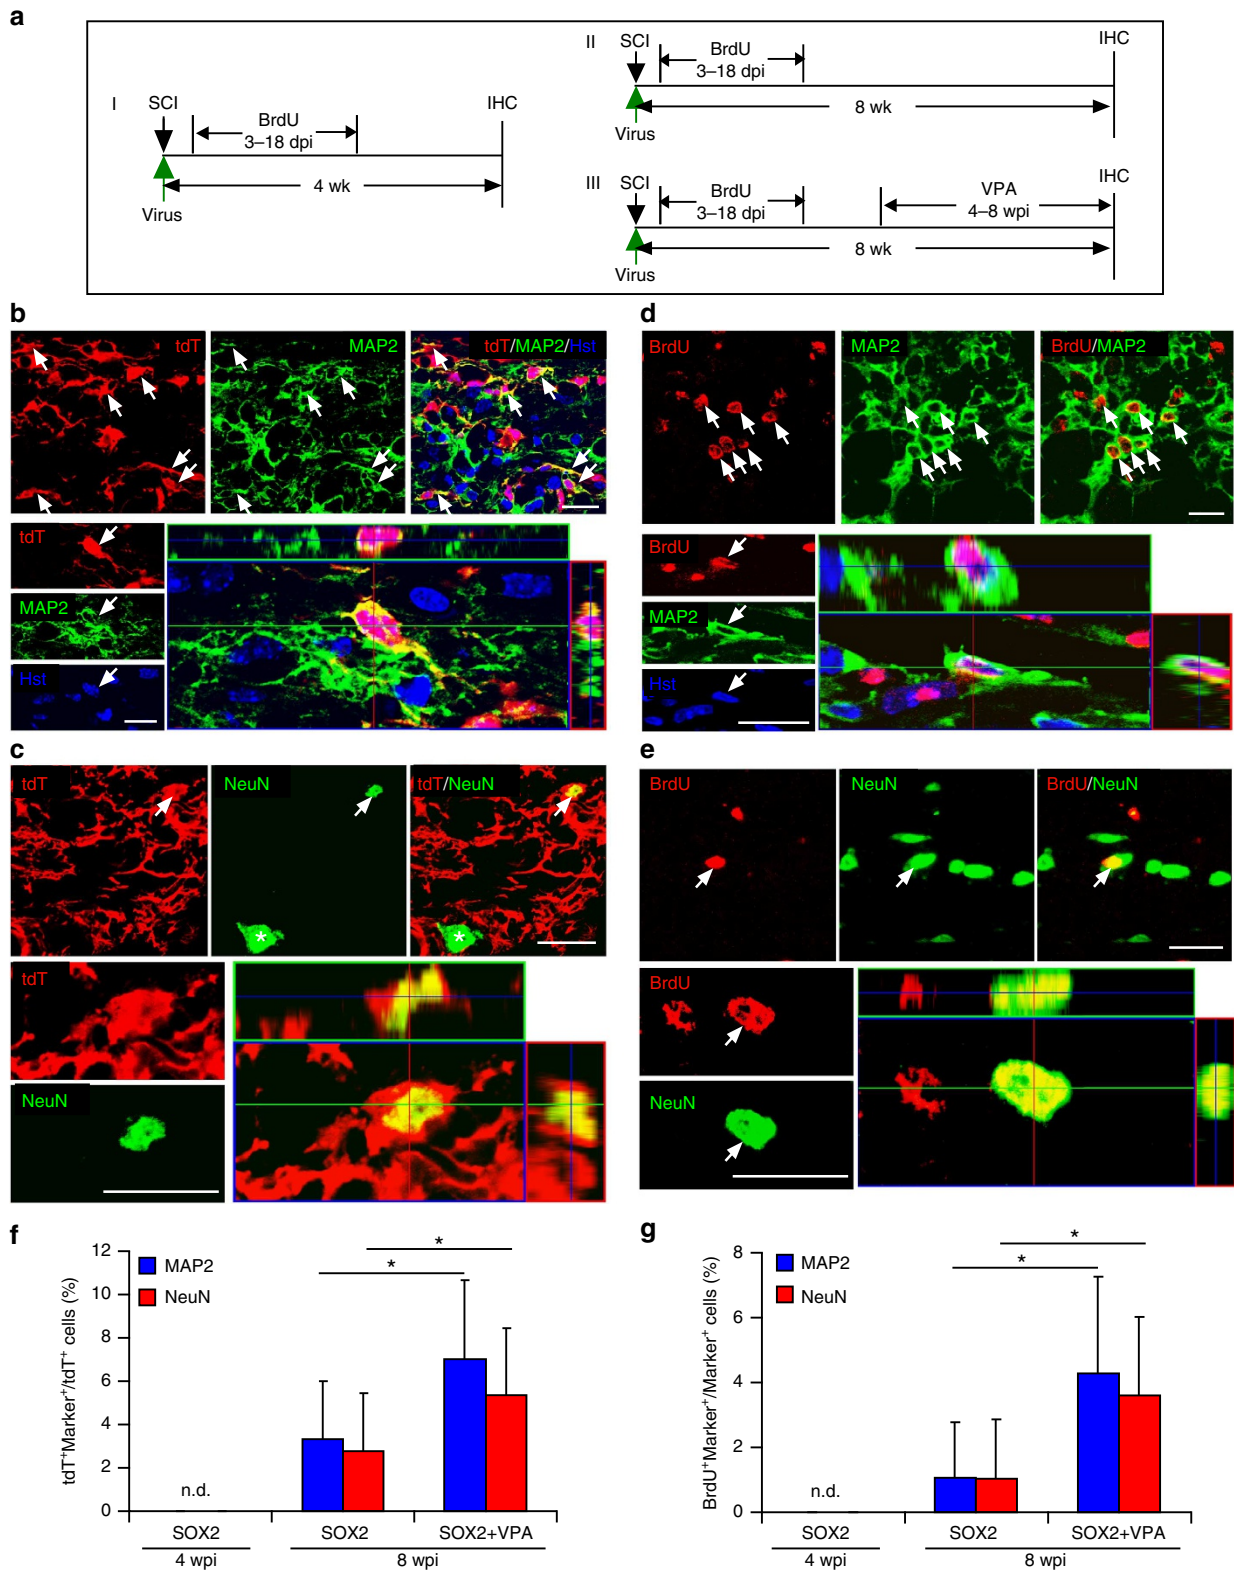 a
I
SCI
BrdU
3–18 dpi
IHC
4 wk
Virus
II
SCI
BrdU
3–18 dpi
IHC
8 wk
Virus
III
SCI
BrdU
3–18 dpi
VPA
4–8 wpi
IHC
8 wk
Virus
b
tdT
MAP2
tdT/MAP2/Hst
tdT
MAP2
Hst
d
BrdU
MAP2
BrdU/MAP2
BrdU
MAP2
Hst
c
tdT
NeuN
tdT/NeuN
*
*
tdT
NeuN
e
BrdU
NeuN
BrdU/NeuN
BrdU
NeuN
f
tdT⁺Marker⁺/tdT⁺ cells (%)
12
10
8
6
4
2
0
MAP2
NeuN
*
*
n.d.
SOX2
SOX2
SOX2+VPA
4 wpi
8 wpi
g
BrdU⁺Marker⁺/Marker⁺ cells (%)
8
6
4
2
0
MAP2
NeuN
*
*
n.d.
SOX2
SOX2
SOX2+VPA
4 wpi
8 wpi